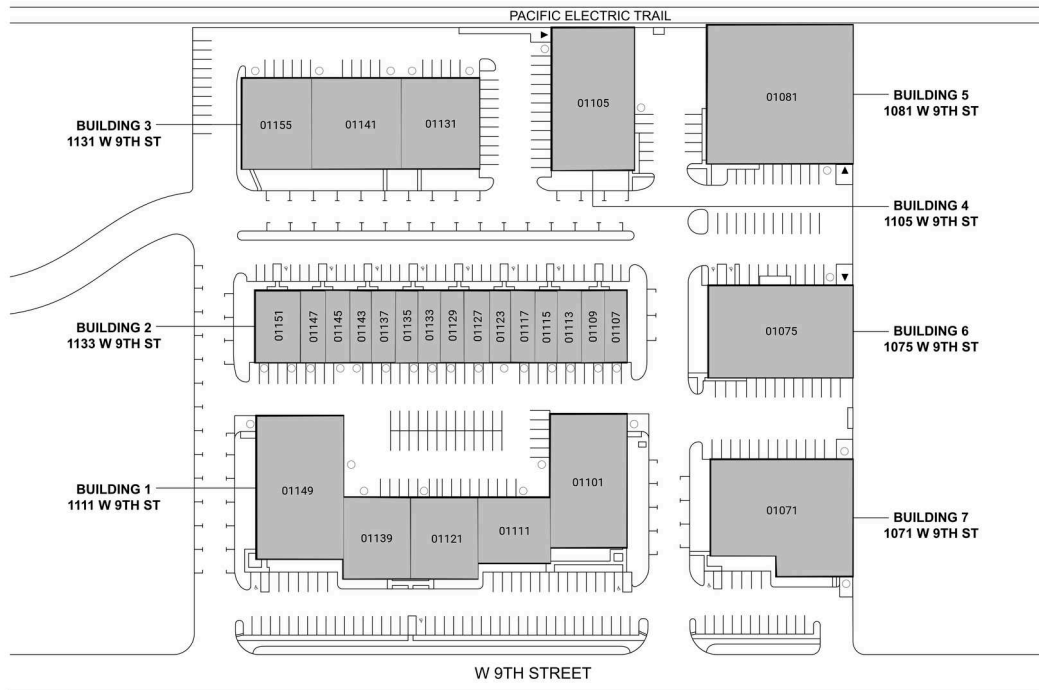 PACIFIC ELECTRIC TRAIL
BUILDING 3
1131 W 9TH ST
01155
01141
01131
01105
01081
BUILDING 5
1081 W 9TH ST
BUILDING 4
1105 W 9TH ST
BUILDING 2
1133 W 9TH ST
01151
01147
01145
01143
01137
01135
01133
01129
01127
01123
01117
01115
01113
01109
01107
01075
BUILDING 6
1075 W 9TH ST
BUILDING 1
1111 W 9TH ST
01149
01139
01121
01111
01101
01071
BUILDING 7
1071 W 9TH ST
W 9TH STREET